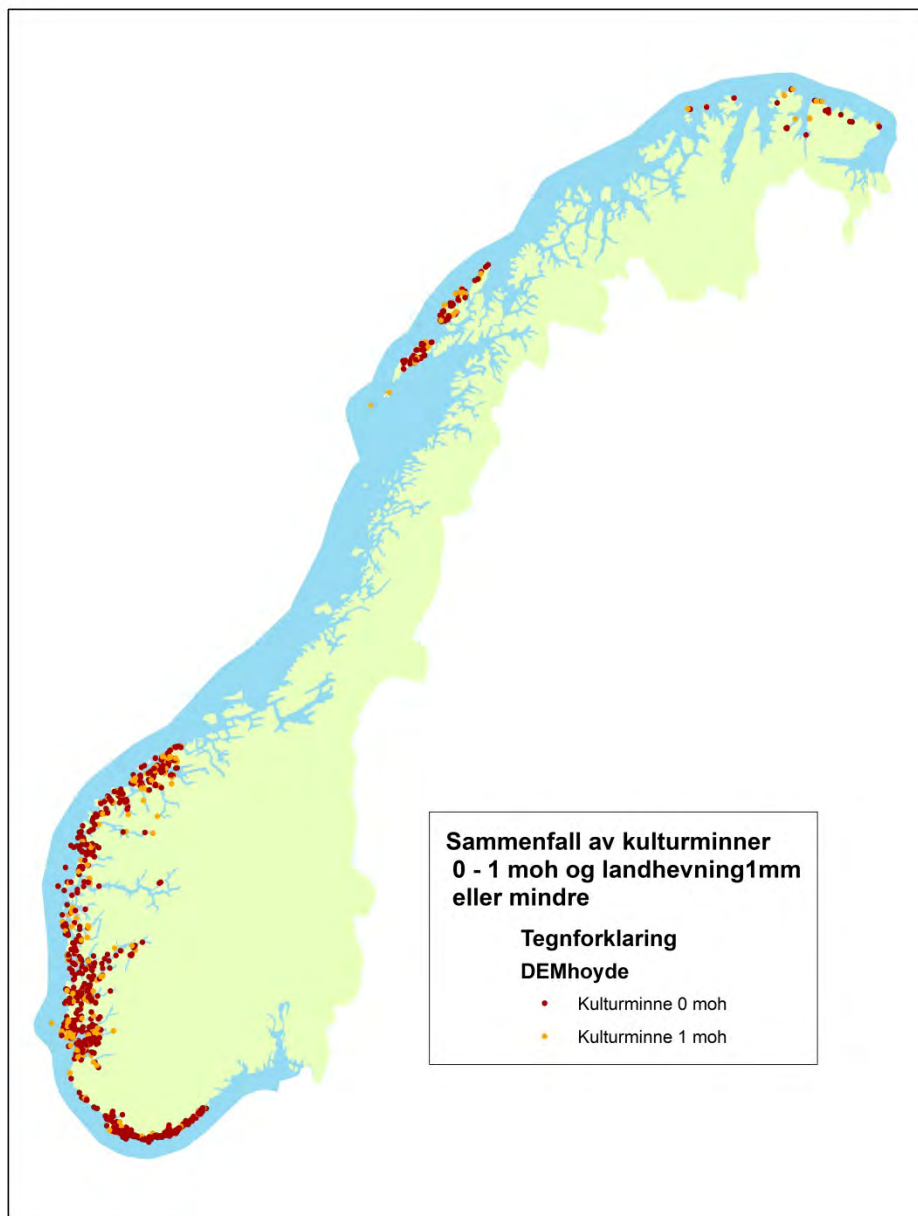 Sammenfall av kulturminner
0 - 1 moh og landhevning1mm
eller mindre
Tegnforklaring
DEMhoyde
Kulturminne 0 moh
Kulturminne 1 moh